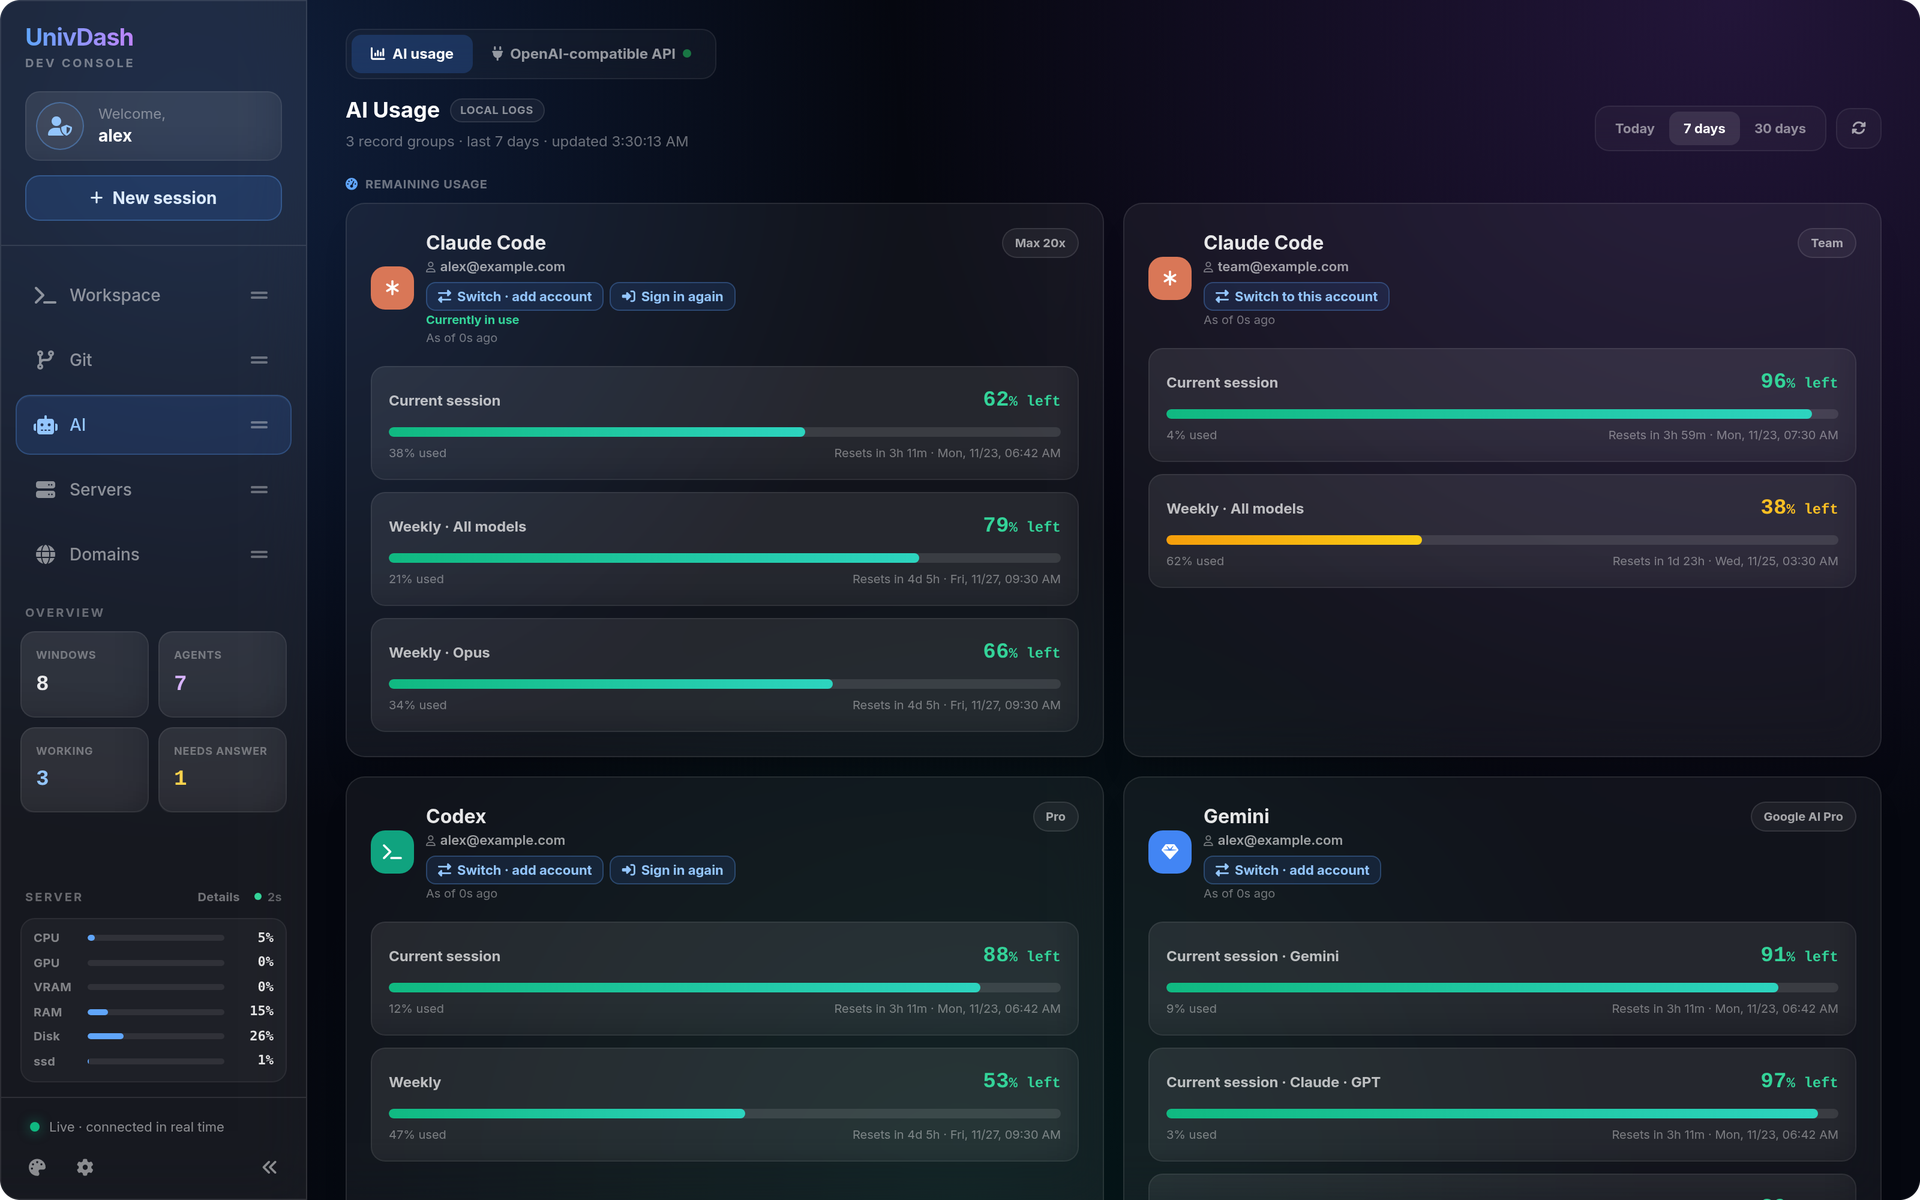 UnivDash
DEV CONSOLE
Welcome,
alex
New session
Workspace
Git
AI
Servers
Domains
OVERVIEW
WINDOWS
8
AGENTS
7
WORKING
3
NEEDS ANSWER
1
SERVER
Details
2s
CPU 5%
GPU 0%
VRAM 0%
RAM 15%
Disk 26%
ssd 1%
Live · connected in real time
AI usage
OpenAI-compatible API
AI Usage
LOCAL LOGS
3 record groups · last 7 days · updated 3:30:13 AM
Today
7 days
30 days
REMAINING USAGE
Claude Code
Max 20x
alex@example.com
Switch · add account
Sign in again
Currently in use
As of 0s ago
Current session
62% left
38% used
Resets in 3h 11m · Mon, 11/23, 06:42 AM
Weekly · All models
79% left
21% used
Resets in 4d 5h · Fri, 11/27, 09:30 AM
Weekly · Opus
66% left
34% used
Resets in 4d 5h · Fri, 11/27, 09:30 AM
Claude Code
Team
team@example.com
Switch to this account
As of 0s ago
Current session
96% left
4% used
Resets in 3h 59m · Mon, 11/23, 07:30 AM
Weekly · All models
38% left
62% used
Resets in 1d 23h · Wed, 11/25, 03:30 AM
Codex
Pro
alex@example.com
Switch · add account
Sign in again
As of 0s ago
Current session
88% left
12% used
Resets in 3h 11m · Mon, 11/23, 06:42 AM
Weekly
53% left
47% used
Resets in 4d 5h · Fri, 11/27, 09:30 AM
Gemini
Google AI Pro
alex@example.com
Switch · add account
As of 0s ago
Current session · Gemini
91% left
9% used
Resets in 3h 11m · Mon, 11/23, 06:42 AM
Current session · Claude · GPT
97% left
3% used
Resets in 3h 11m · Mon, 11/23, 06:42 AM